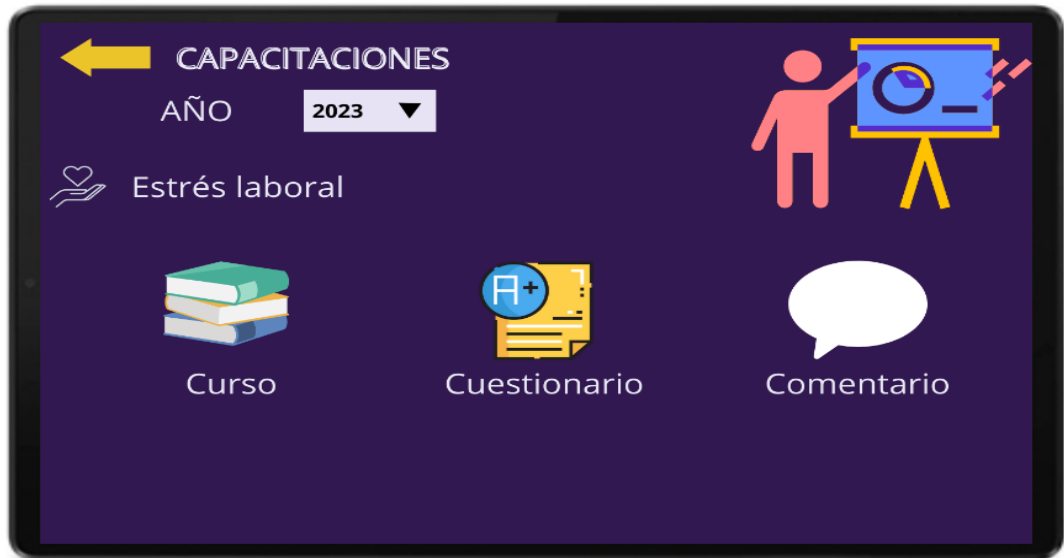 CAPACITACIONES
AÑO 2023
Estrés laboral
A+
Curso Cuestionario Comentario